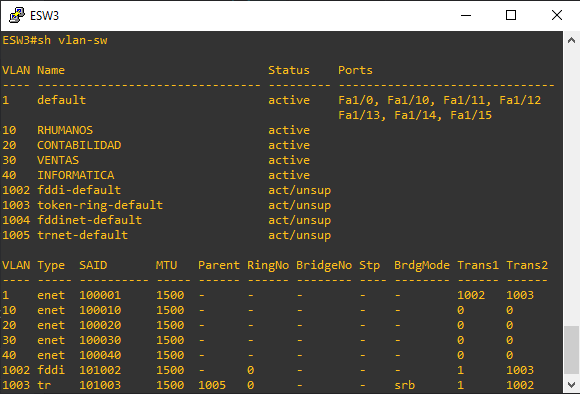 ESW3
ESW3#sh vlan-sw
VLAN Name                             Status    Ports
---- -------------------------------- --------- -------------------------------
1    default                          active    Fa1/0, Fa1/10, Fa1/11, Fa1/12
                                                Fa1/13, Fa1/14, Fa1/15
10   RHUMANOS                         active
20   CONTABILIDAD                     active
30   VENTAS                           active
40   INFORMATICA                      active
1002 fddi-default                     act/unsup
1003 token-ring-default               act/unsup
1004 fddinet-default                  act/unsup
1005 trnet-default                    act/unsup
VLAN Type  SAID       MTU   Parent RingNo BridgeNo Stp  BrdgMode Trans1 Trans2
---- ----- ---------- ----- ------ ------ -------- ---- -------- ------ ------
1    enet  100001     1500  -      -      -        -    -        1002   1003
10   enet  100010     1500  -      -      -        -    -        0      0
20   enet  100020     1500  -      -      -        -    -        0      0
30   enet  100030     1500  -      -      -        -    -        0      0
40   enet  100040     1500  -      -      -        -    -        0      0
1002 fddi  101002     1500  -      0      -        -    -        1      1003
1003 tr    101003     1500  1005   0      -        -    srb      1      1002